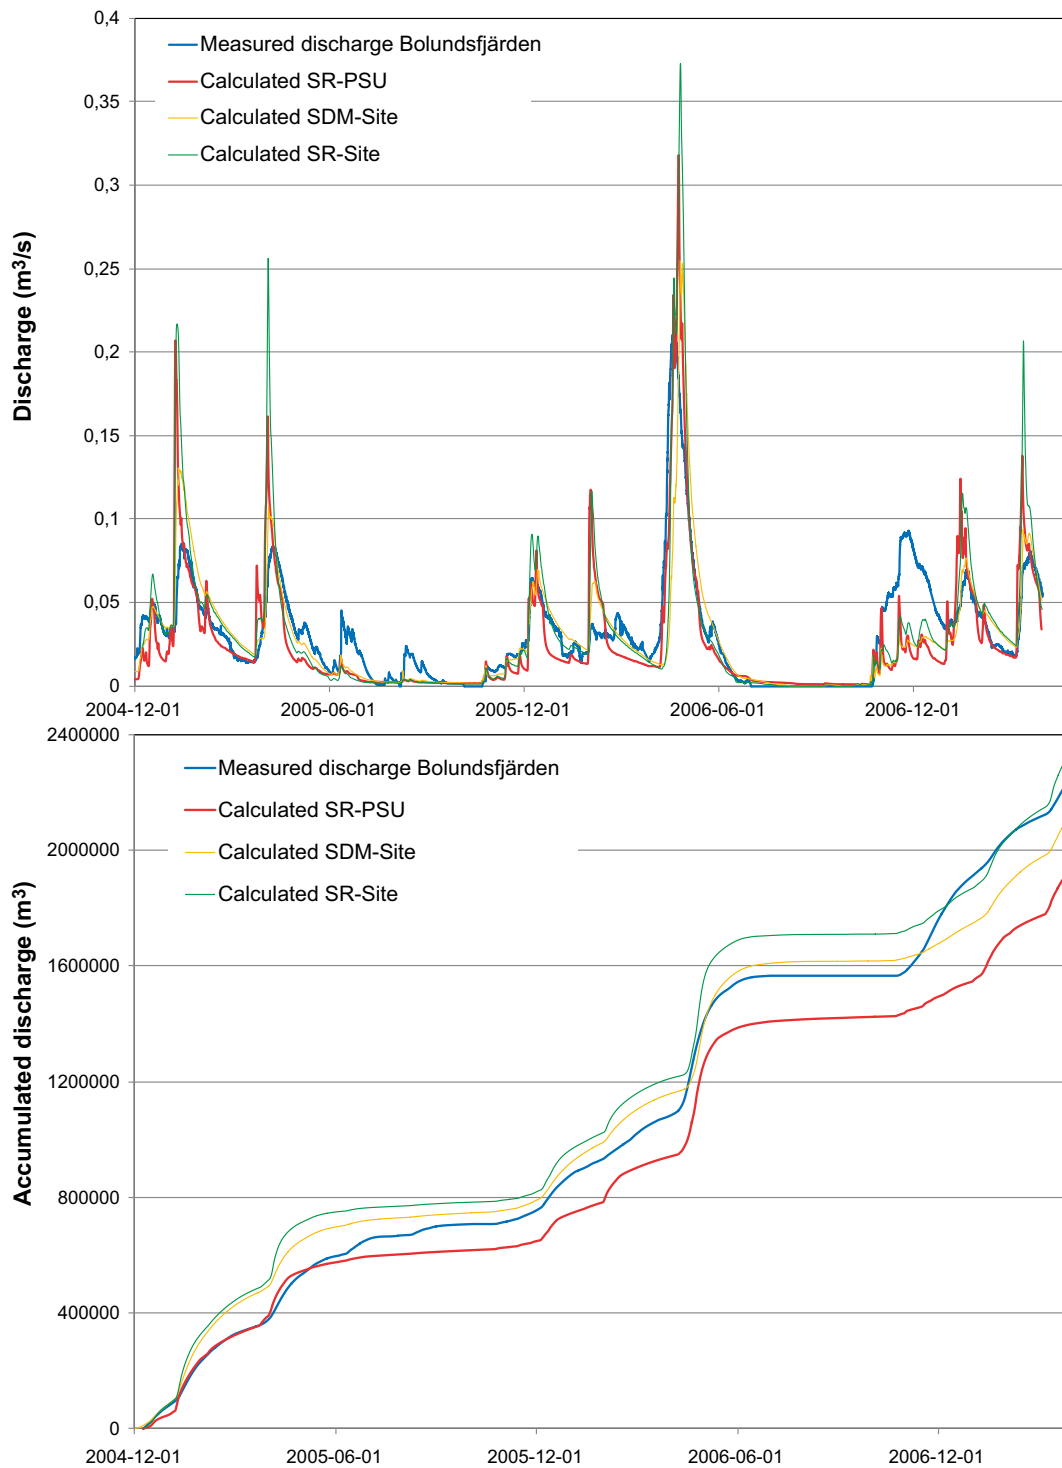 0,4
Measured discharge Bolundsfjärden
0,35
Calculated SR-PSU
Calculated SDM-Site
0,3
Calculated SR-Site
0,25
Discharge (m³/s)
0,2
0,15
0,1
0,05
0
2004-12-01 2005-06-01 2005-12-01 2006-06-01 2006-12-01
2400000
Measured discharge Bolundsfjärden
Calculated SR-PSU
2000000
Calculated SDM-Site
Calculated SR-Site
1600000
Accumulated discharge (m³)
1200000
800000
400000
0
2004-12-01 2005-06-01 2005-12-01 2006-06-01 2006-12-01